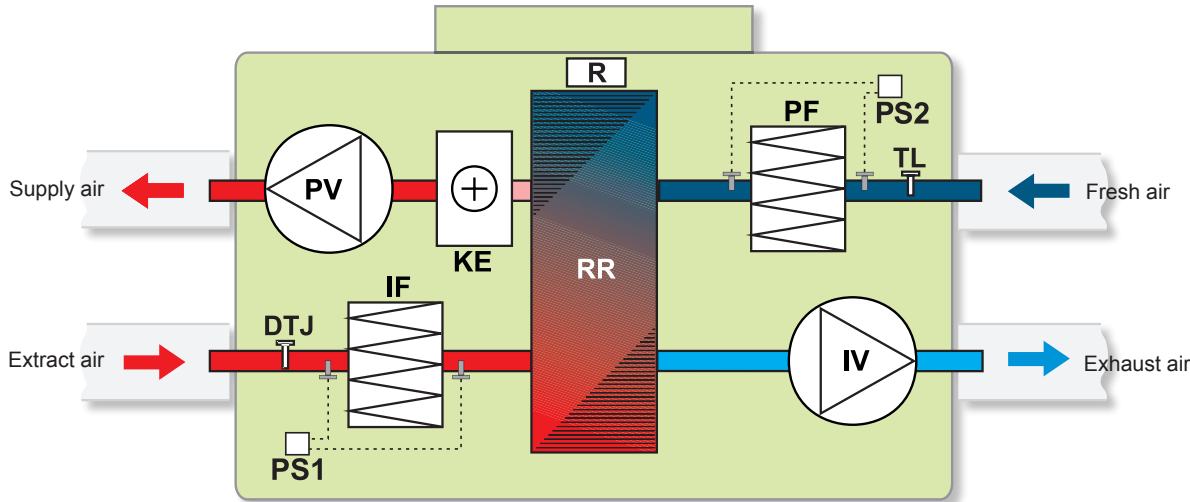 R
PF
PS2
TL
Supply air
PV
KE
RR
Fresh air
IF
DTJ
Extract air
IV
Exhaust air
PS1